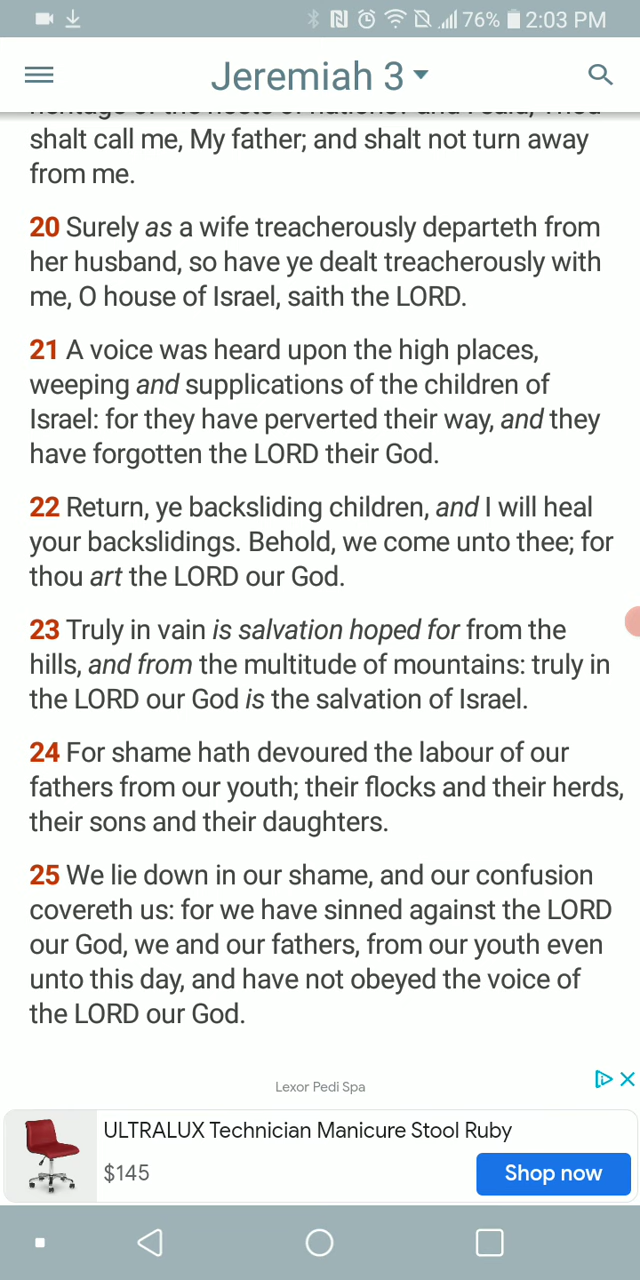 76% 2:03 PM
Jeremiah 3
shalt call me, My father; and shalt not turn away
from me.
20 Surely as a wife treacherously departeth from
her husband, so have ye dealt treacherously with
me, O house of Israel, saith the LORD.
21 A voice was heard upon the high places,
weeping and supplications of the children of
Israel: for they have perverted their way, and they
have forgotten the LORD their God.
22 Return, ye backsliding children, and I will heal
your backslidings. Behold, we come unto thee; for
thou art the LORD our God.
23 Truly in vain is salvation hoped for from the
hills, and from the multitude of mountains: truly in
the LORD our God is the salvation of Israel.
24 For shame hath devoured the labour of our
fathers from our youth; their flocks and their herds,
their sons and their daughters.
25 We lie down in our shame, and our confusion
covereth us: for we have sinned against the LORD
our God, we and our fathers, from our youth even
unto this day, and have not obeyed the voice of
the LORD our God.
Lexor Pedi Spa
ULTRALUX Technician Manicure Stool Ruby
$145
Shop now